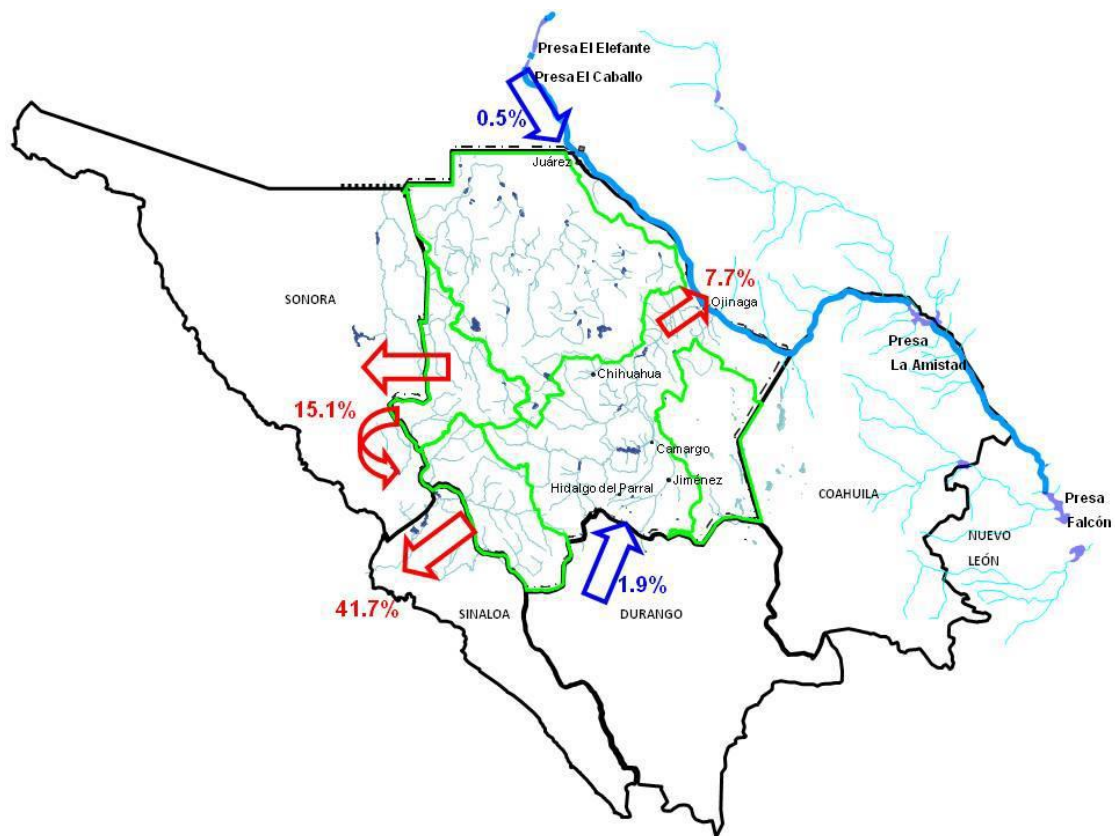 Presa El Elefante
Presa El Caballo
0.5%
Juárez
SONORA
7.7%
Ojinaga
Presa
La Amistad
Chihuahua
15.1%
Camargo
Jiménez
Hidalgo del Parral
COAHUILA
Presa
Falcón
NUEVO
LEÓN
1.9%
41.7%
SINALOA
DURANGO